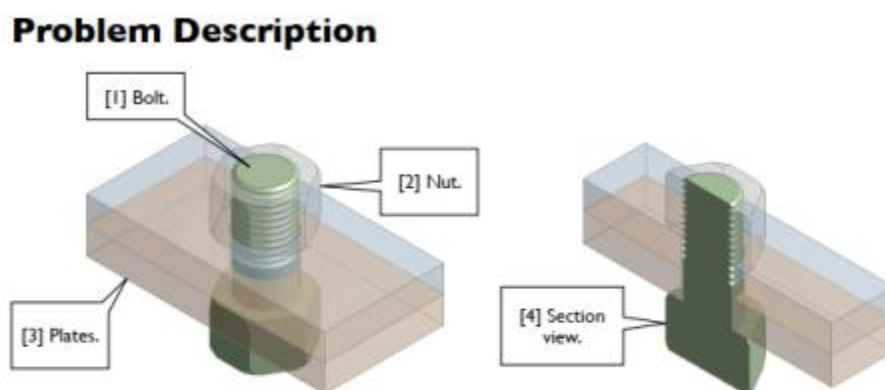 Problem Description
[1] Bolt.
[2] Nut.
[3] Plates.
[4] Section
view.